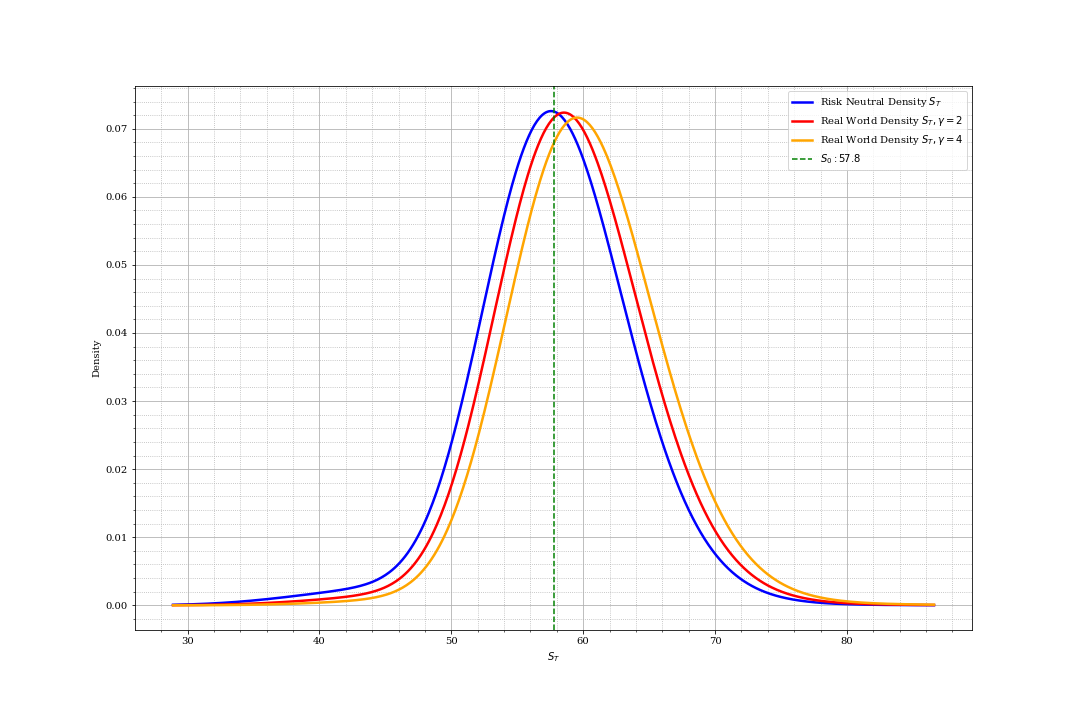 Risk Neutral Density S_T
Real World Density S_T, γ = 2
Real World Density S_T, γ = 4
S_0 : 57.8
0.07
0.06
0.05
0.04
0.03
0.02
0.01
0.00
Density
30 40 50 60 70 80
S_T